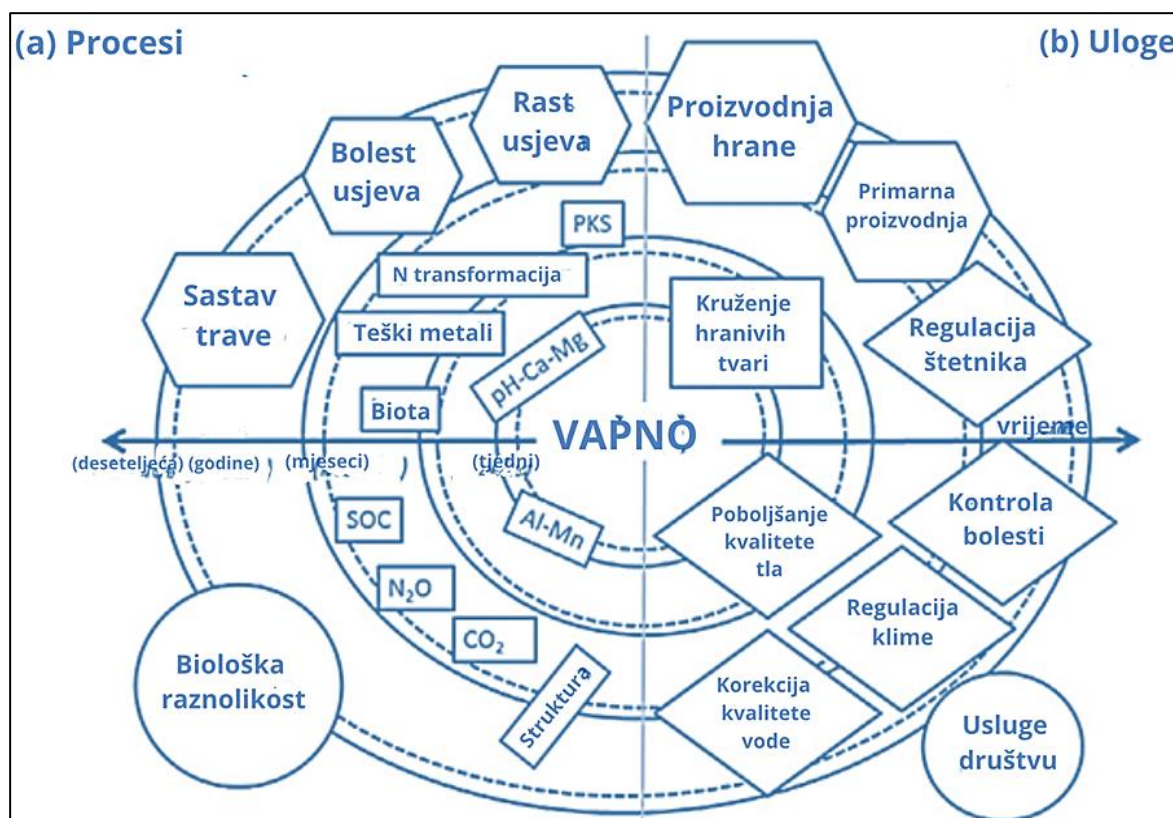 (a) Procesi
(b) Uloge
Rast
usjeva
Proizvodnja
hrane
Bolest
usjeva
Primarna
proizvodnja
PKS
N transformacija
Sastav
trave
Kruženje
hranivih
tvari
Teški metali
Regulacija
štetnika
pH-Ca-Mg
Biota
VAPNO
vrijeme
(deseteljeća) (godine)
(mjeseci)
(tjedni)
SOC
Al-Mn
Poboljšanje
kvalitete
tla
Kontrola
bolesti
N₂O
Regulacija
klime
CO₂
Biološka
raznolikost
Struktura
Korekcija
kvalitete
vode
Usluge
društvu